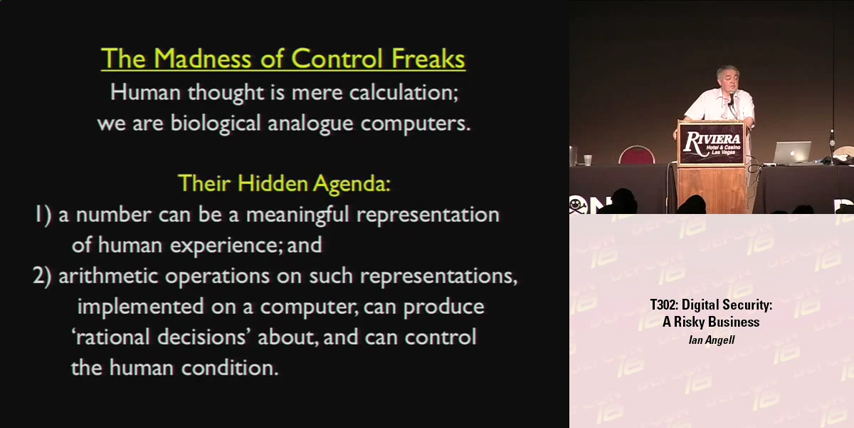 The Madness of Control Freaks
Human thought is mere calculation;
we are biological analogue computers.
Their Hidden Agenda:
1) a number can be a meaningful representation
of human experience; and
2) arithmetic operations on such representations,
implemented on a computer, can produce
‘rational decisions’ about, and can control
the human condition.
RIVIERA
Hotel & Casino
Las Vegas
T302: Digital Security:
A Risky Business
Ian Angell